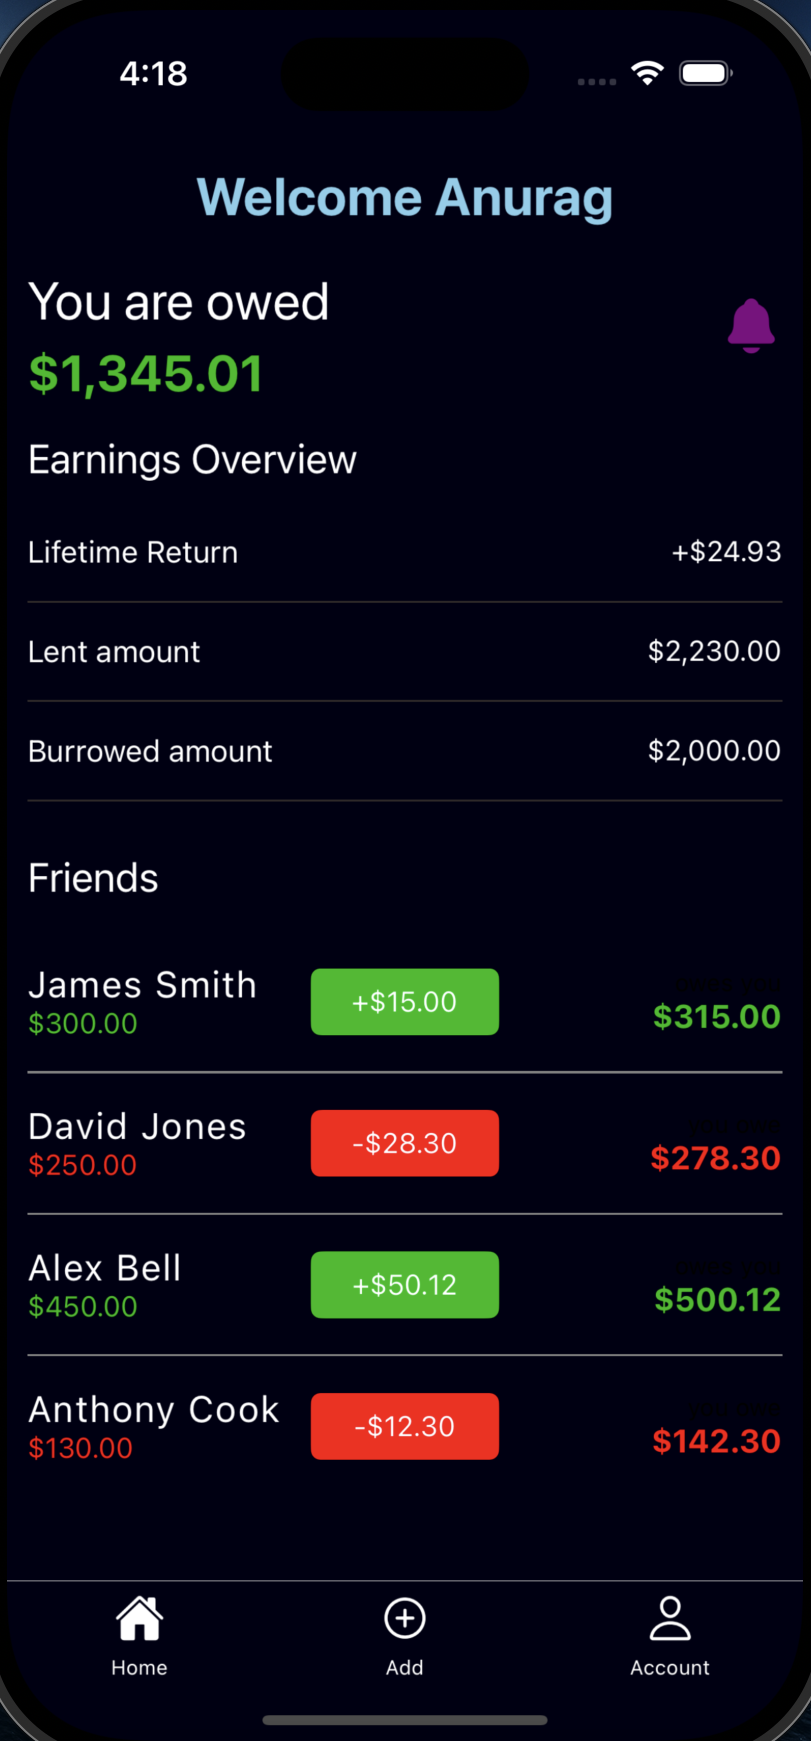 4:18
Welcome Anurag
You are owed
$1,345.01
Earnings Overview
Lifetime Return +$24.93
Lent amount $2,230.00
Burrowed amount $2,000.00
Friends
James Smith
$300.00
+$15.00
$315.00
David Jones
$250.00
-$28.30
$278.30
Alex Bell
$450.00
+$50.12
$500.12
Anthony Cook
$130.00
-$12.30
$142.30
Home Add Account